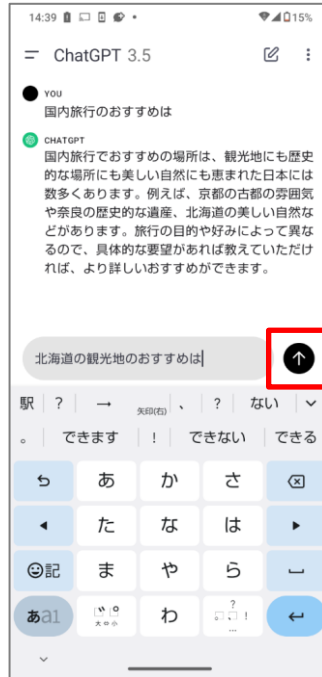 14:39 15%
ChatGPT 3.5
YOU
国内旅行のおすすめは
CHATGPT
国内旅行でおすすめの場所は、観光地にも歴史
的な場所にも美しい自然にも恵まれた日本には
数多くあります。例えば、京都の古都の雰囲気
や奈良の歴史的な遺産、北海道の美しい自然な
どがあります。旅行の目的や好みによって異な
るので、具体的な要望があれば教えていただけ
れば、より詳しいおすすめができます。
北海道の観光地のおすすめは
駅 ? → 矢印(右) 、 ? ない
。 できます ! できない できる
あ か さ
た な は
記 ま や ら
あa1 大⇔小 わ 、。?!…